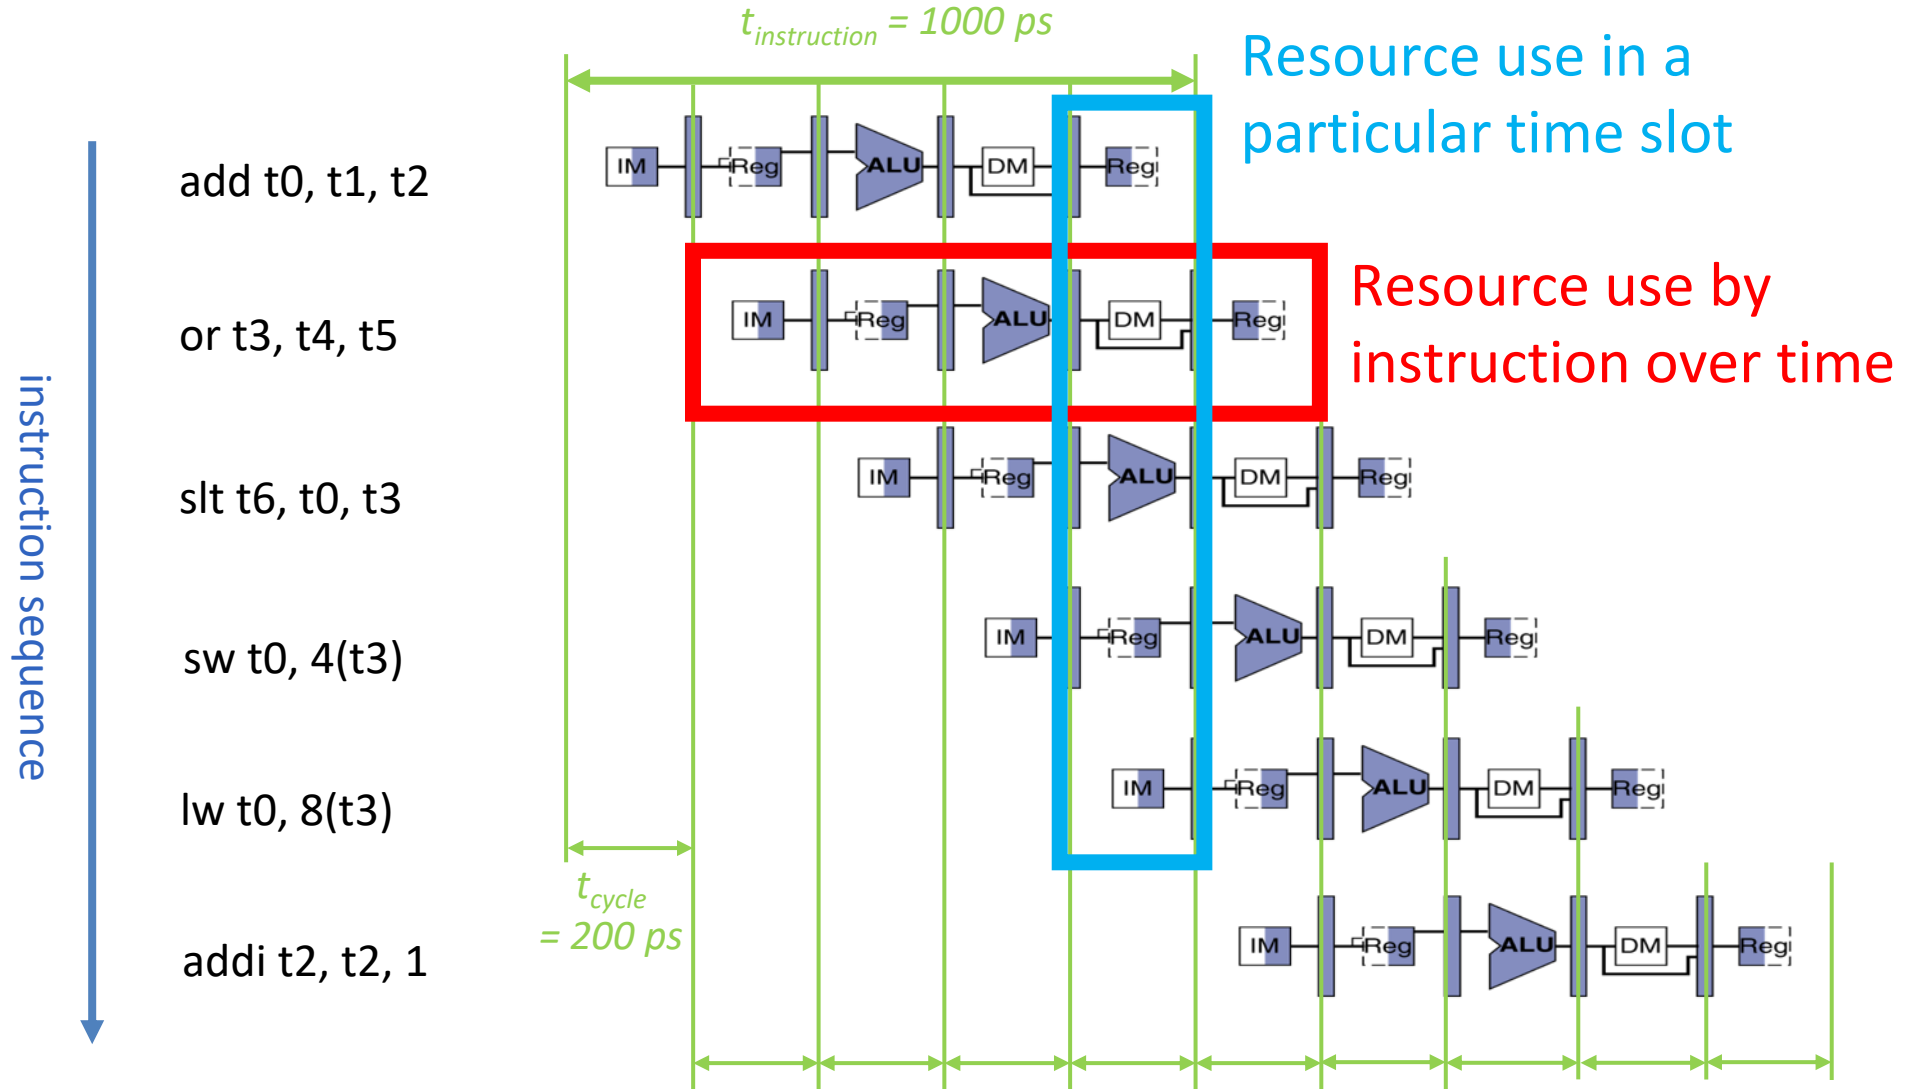 t_instruction = 1000 ps
Resource use in a
particular time slot
add t0, t1, t2
IM Reg ALU DM Reg
Resource use by
instruction over time
or t3, t4, t5
IM Reg ALU DM Reg
instruction sequence
slt t6, t0, t3
IM Reg ALU DM Reg
sw t0, 4(t3)
IM Reg ALU DM Reg
lw t0, 8(t3)
IM Reg ALU DM Reg
t_cycle
= 200 ps
addi t2, t2, 1
IM Reg ALU DM Reg